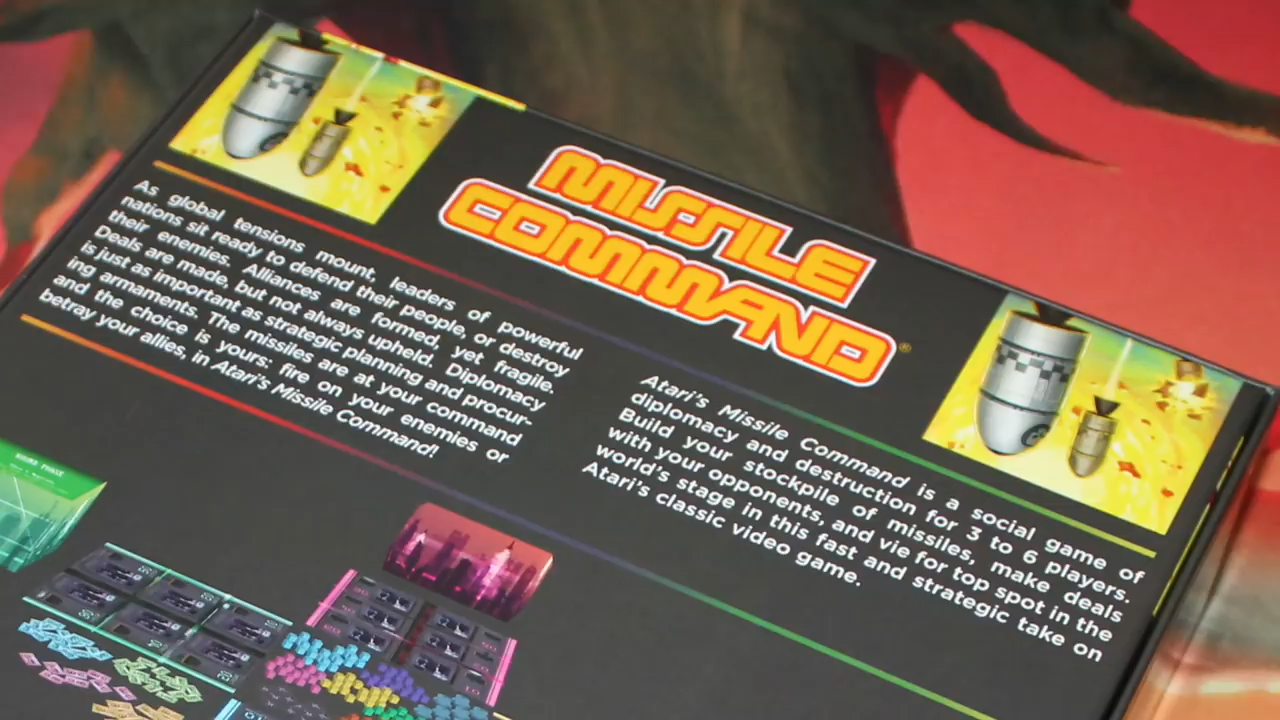 MISSILE
COMMAND®
As global tensions mount, leaders of powerful
nations sit ready to defend their people, or destroy
their enemies. Alliances are formed, yet fragile.
Deals are made, but not always upheld. Diplomacy
is just as important as strategic planning and procur-
ing armaments. The missiles are at your command
and the choice is yours: fire on your enemies or
betray your allies, in Atari's Missile Command!
Atari's Missile Command is a social game of
diplomacy and destruction for 3 to 6 players.
Build your stockpile of missiles, make deals
with your opponents, and vie for top spot in the
world's stage in this fast and strategic take on
Atari's classic video game.